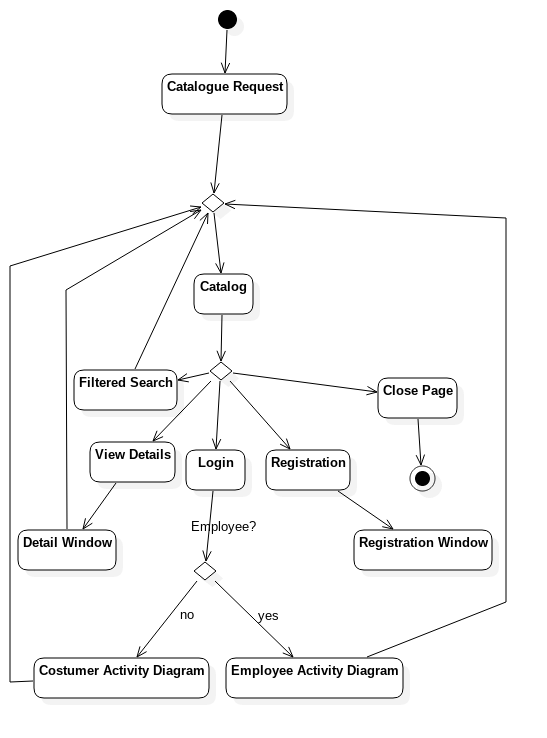 Catalogue Request
Catalog
Filtered Search
Close Page
View Details
Login
Registration
Employee?
Detail Window
Registration Window
no
yes
Costumer Activity Diagram
Employee Activity Diagram